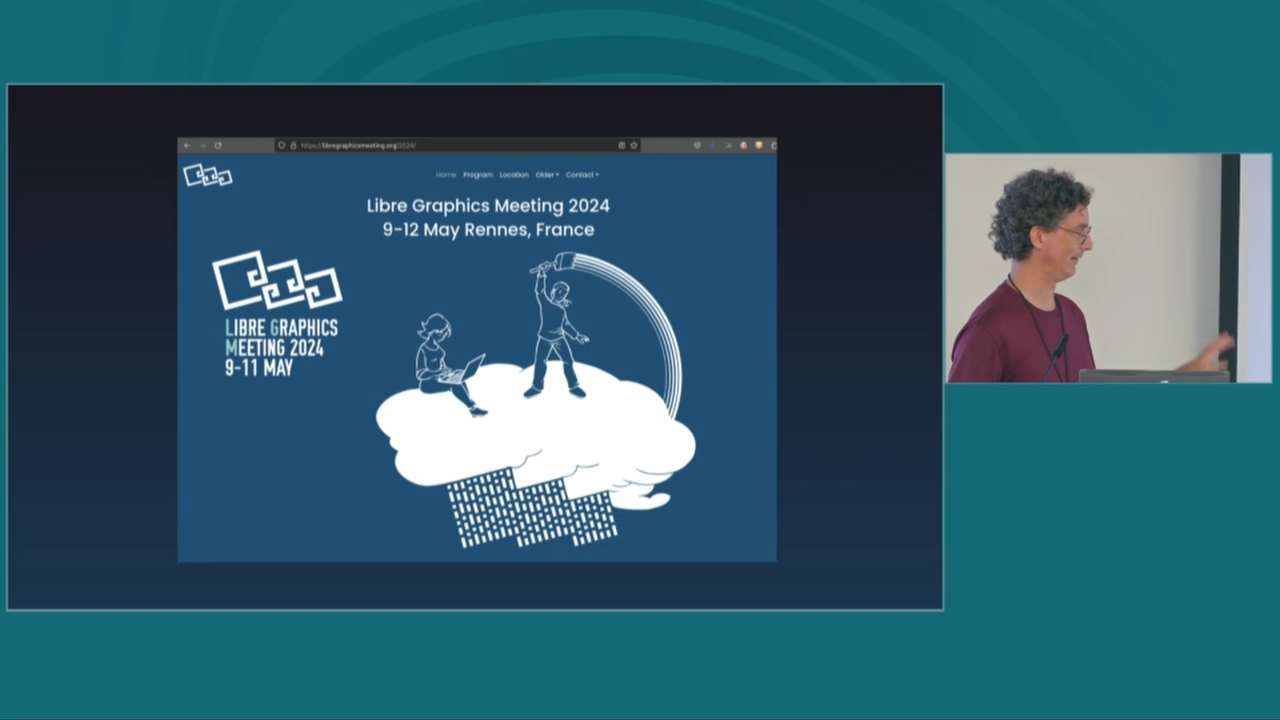 https://libregraphicsmeeting.org/2024/
Home Program Location Older Contact
Libre Graphics Meeting 2024
9-12 May Rennes, France
LIBRE GRAPHICS
MEETING 2024
9-11 MAY